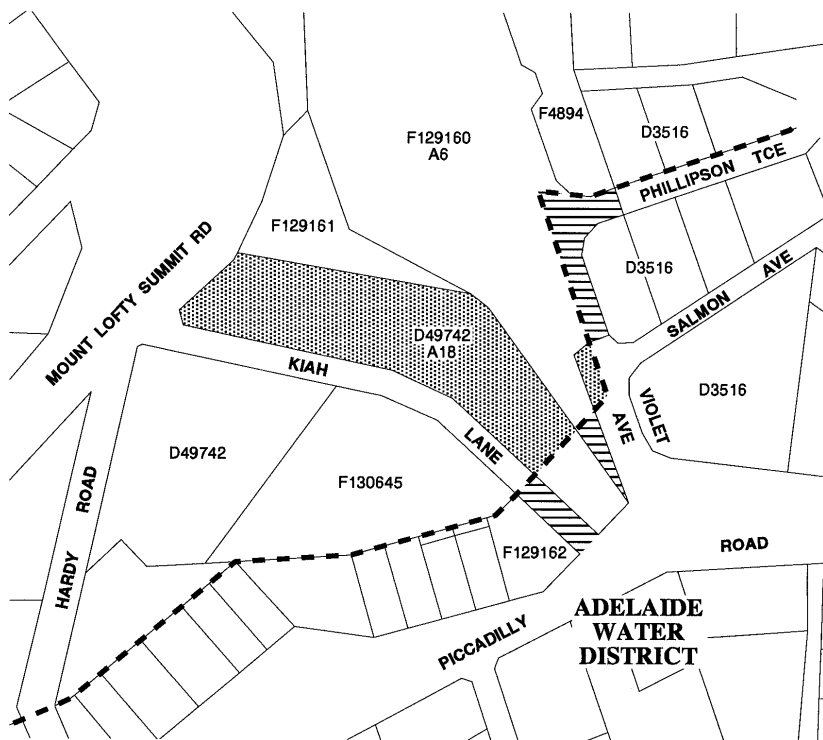 F4894
F129160
A6
D3516
PHILLIPSON TCE
F129161
MOUNT LOFTY SUMMIT RD
D3516
SALMON AVE
D49742
A18
KIAH
LANE
D3516
VIOLET
AVE
D49742
F130645
HARDY ROAD
F129162
ROAD
PICCADILLY
ADELAIDE
WATER
DISTRICT